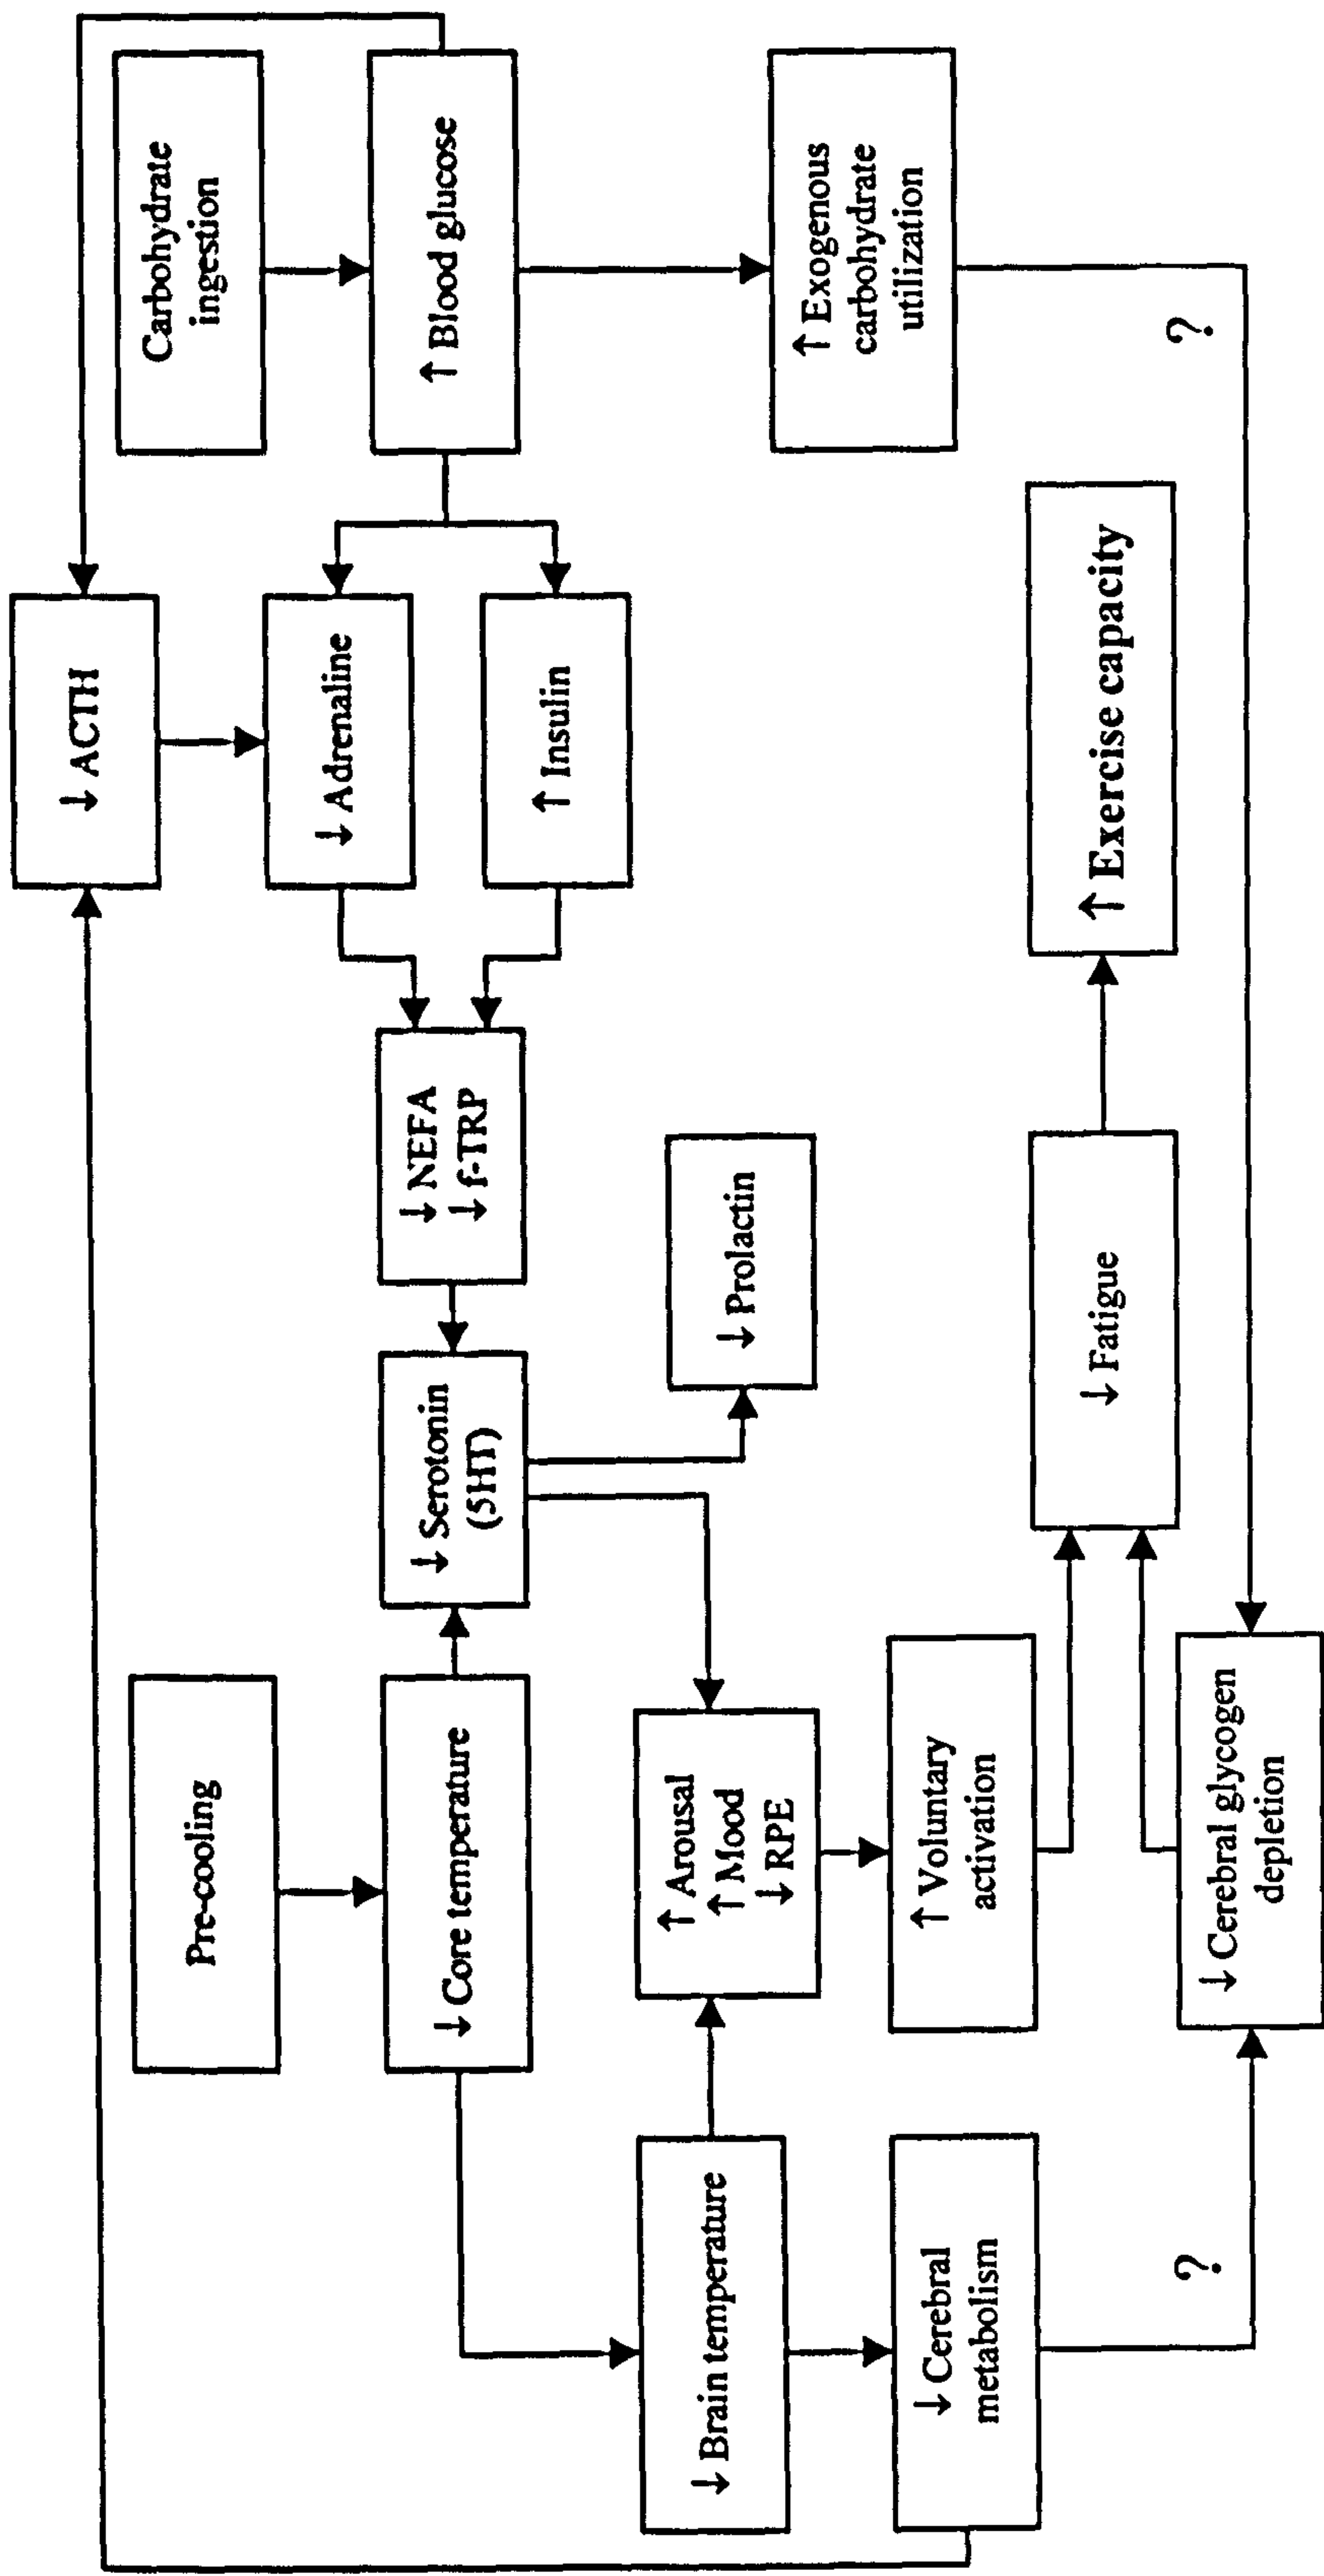 ↓ ACTH
Pre-cooling
Carbohydrate
ingestion
↓ Adrenaline
↓ Core temperature
↓ Serotonin
(5HT)
↓ NEFA
↓ f-TRP
↑ Blood glucose
↑ Insulin
↓ Brain temperature
↑ Arousal
↑ Mood
↓ RPE
↓ Prolactin
↑ Exogenous
carbohydrate
utilization
↓ Cerebral
metabolism
↑ Voluntary
activation
↓ Fatigue
↑ Exercise capacity
?
?
↓ Cerebral glycogen
depletion